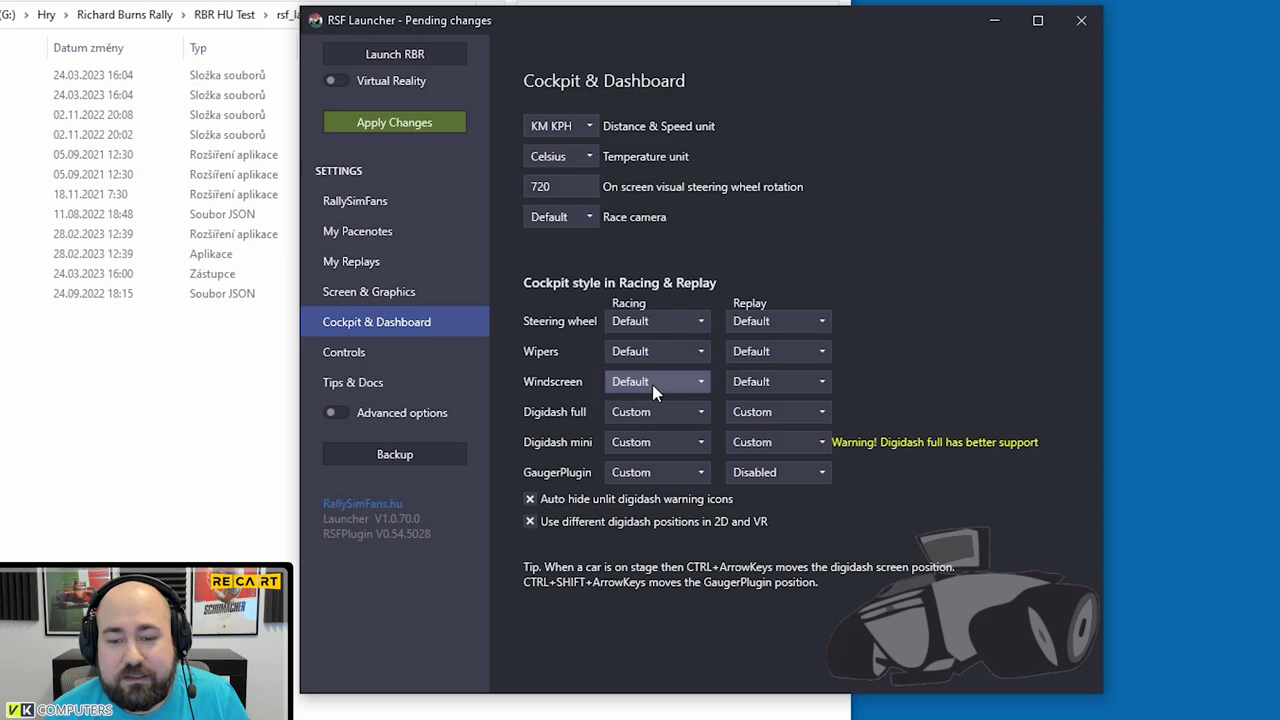 (G:) > Hry > Richard Burns Rally > RBR HU Test >
Datum změny Typ
24.03.2023 16:04 Složka souborů
24.03.2023 16:04 Složka souborů
02.11.2022 20:08 Složka souborů
02.11.2022 20:02 Složka souborů
05.09.2021 12:30 Rozšíření aplikace
05.09.2021 12:30 Rozšíření aplikace
18.11.2021 7:30 Rozšíření aplikace
11.08.2022 18:48 Soubor JSON
28.02.2023 12:39 Rozšíření aplikace
28.02.2023 12:39 Aplikace
24.03.2023 16:00 Zástupce
24.09.2022 18:15 Soubor JSON
RSF Launcher - Pending changes
Launch RBR
Virtual Reality
Apply Changes
SETTINGS
RallySimFans
My Pacenotes
My Replays
Screen & Graphics
Cockpit & Dashboard
Controls
Tips & Docs
Advanced options
Backup
RallySimFans.hu
Launcher V1.0.70.0
RSFPlugin V0.54.5028
Cockpit & Dashboard
KM KPH Distance & Speed unit
Celsius Temperature unit
720 On screen visual steering wheel rotation
Default Race camera
Cockpit style in Racing & Replay
Racing Replay
Steering wheel Default Default
Wipers Default Default
Windscreen Default Default
Digidash full Custom Custom
Digidash mini Custom Custom Warning! Digidash full has better support
GaugerPlugin Custom Disabled
Auto hide unlit digidash warning icons
Use different digidash positions in 2D and VR
Tip. When a car is on stage then CTRL+ArrowKeys moves the digidash screen position.
CTRL+SHIFT+ArrowKeys moves the GaugerPlugin position.
RECART
SCHUMACHER
VK COMPUTERS